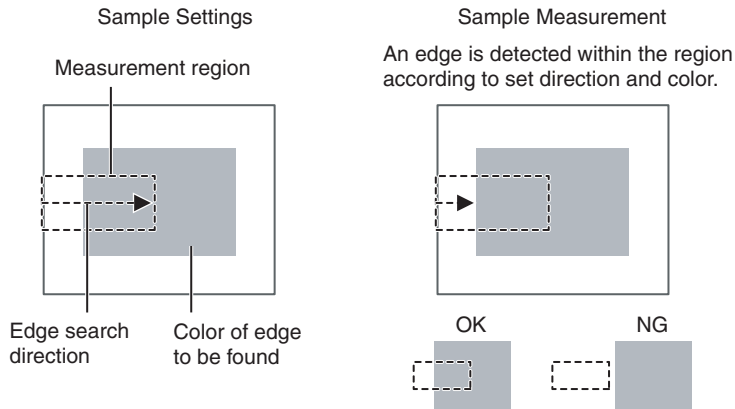 Sample Settings
Measurement region
Edge search
direction
Color of edge
to be found
Sample Measurement
An edge is detected within the region
according to set direction and color.
OK
NG